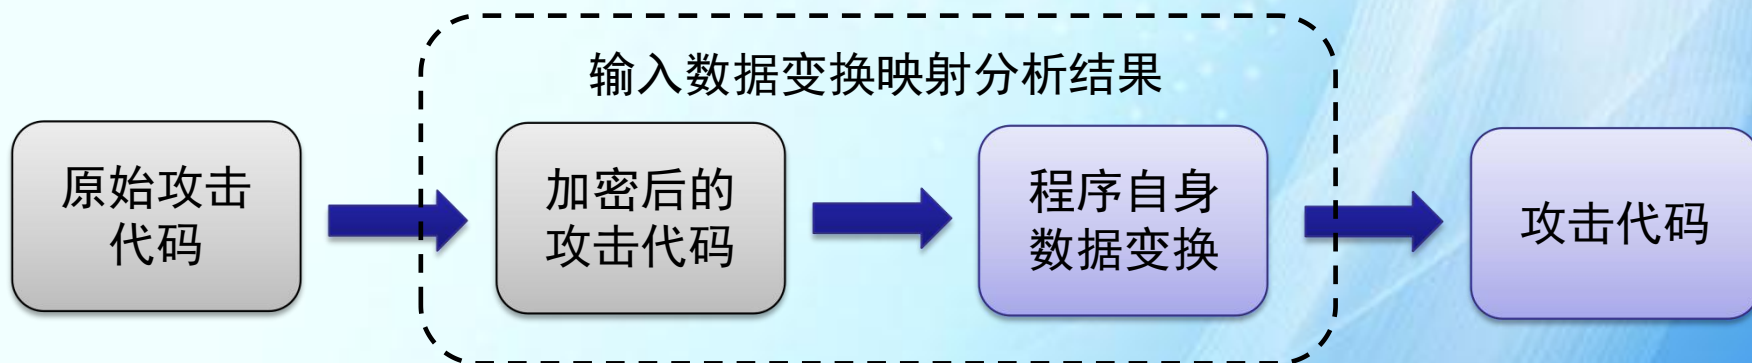 输入数据变换映射分析结果
原始攻击
代码
加密后的
攻击代码
程序自身
数据变换
攻击代码